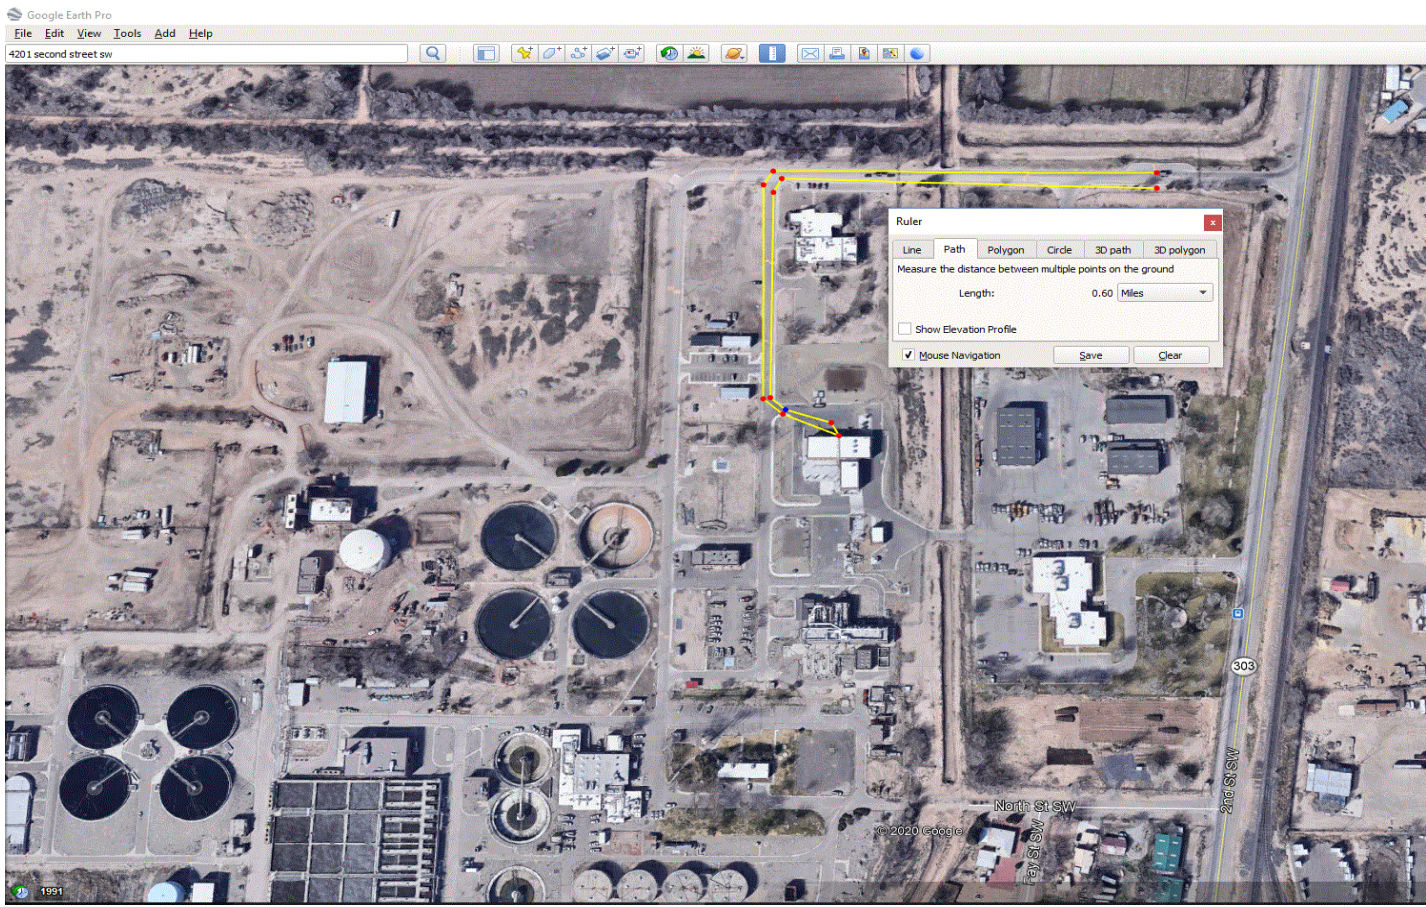 Google Earth Pro
File Edit View Tools Add Help
4201 second street sw
Ruler
x
Line Path Polygon Circle 3D path 3D polygon
Measure the distance between multiple points on the ground
Length: 0.60 Miles
Show Elevation Profile
Mouse Navigation Save Clear
303
2nd St SW
North St SW
Fay St SW
© 2020 Google
1991